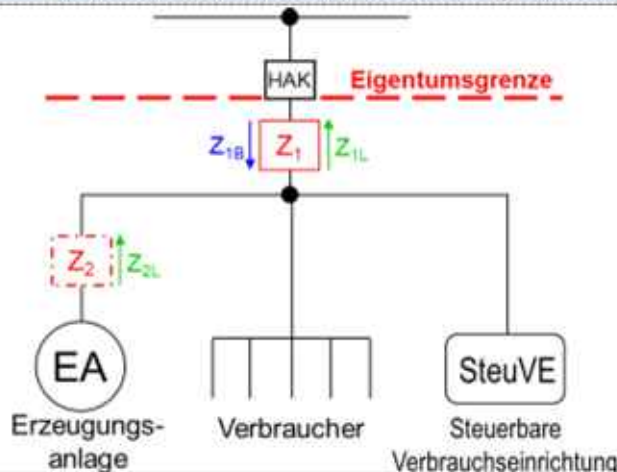 HAK
Eigentumsgrenze
Z1B
Z1
Z1L
Z2
Z2L
EA
Erzeugungs-
anlage
Verbraucher
SteuVE
Steuerbare
Verbrauchseinrichtung